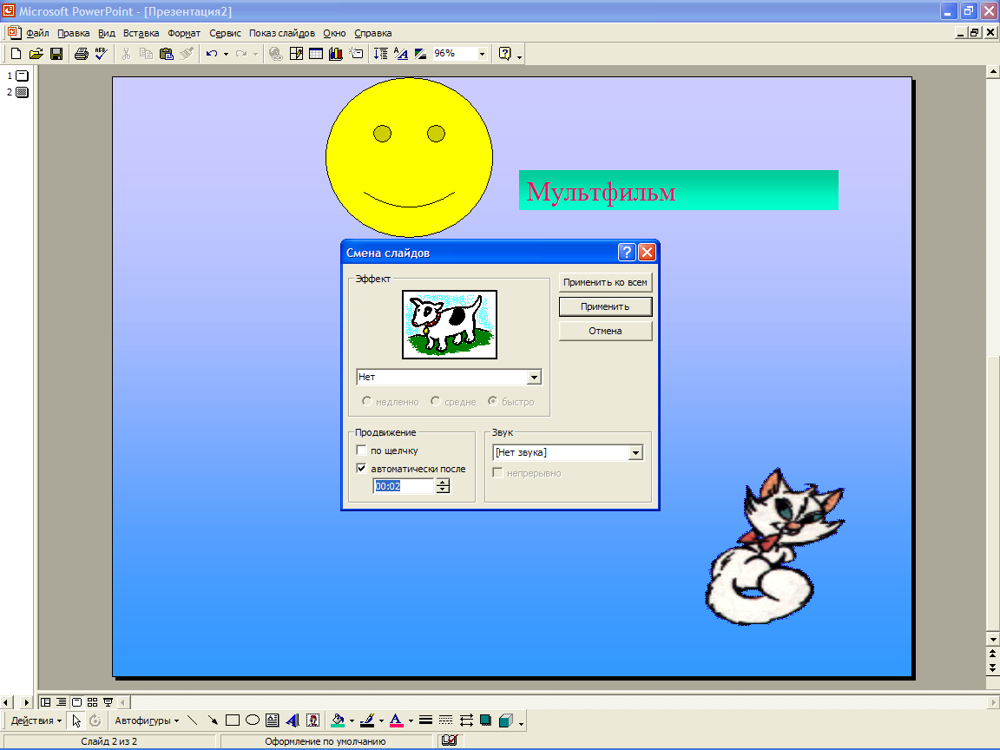 Microsoft PowerPoint - [Презентация2]
Файл Правка Вид Вставка Формат Сервис Показ слайдов Окно Справка
96%
1
2
Мультфильм
Смена слайдов
Эффект
Применить ко всем
Применить
Отмена
Нет
медленно средне быстро
Продвижение
по щелчку
автоматически после
00:02
Звук
[Нет звука]
непрерывно
Действия Автофигуры
Слайд 2 из 2 Оформление по умолчанию